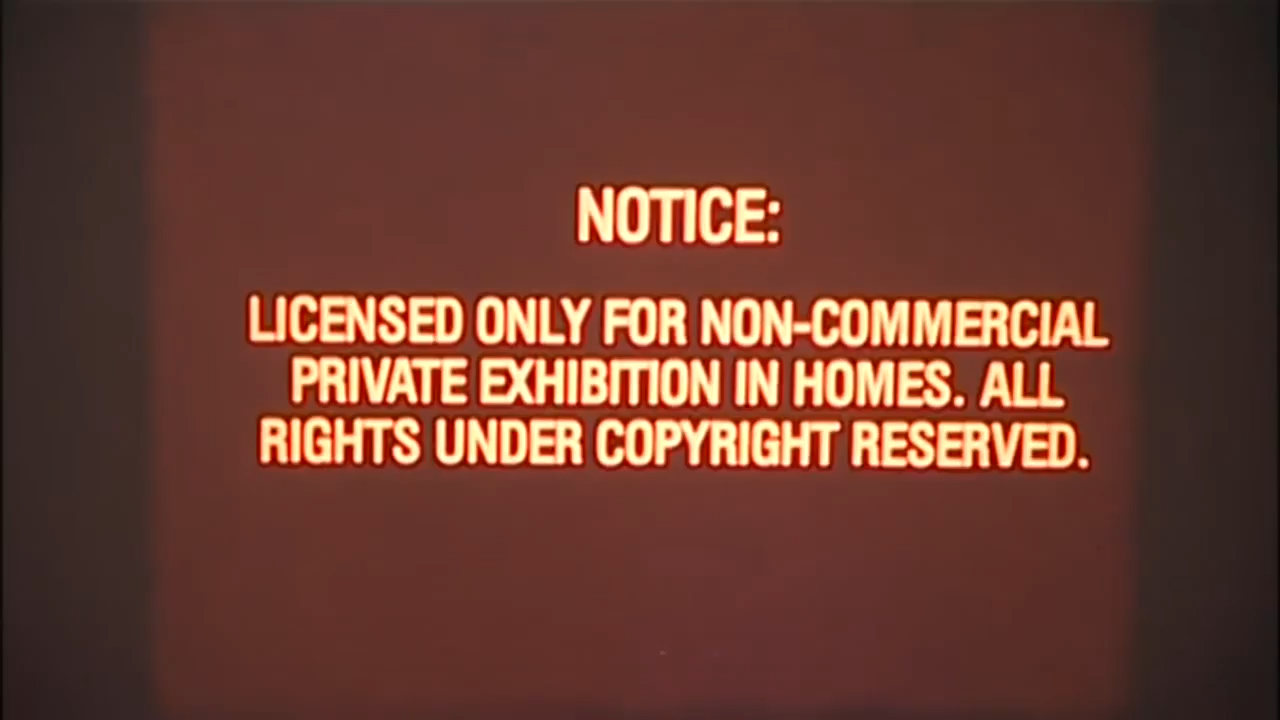 NOTICE:
LICENSED ONLY FOR NON-COMMERCIAL
PRIVATE EXHIBITION IN HOMES. ALL
RIGHTS UNDER COPYRIGHT RESERVED.